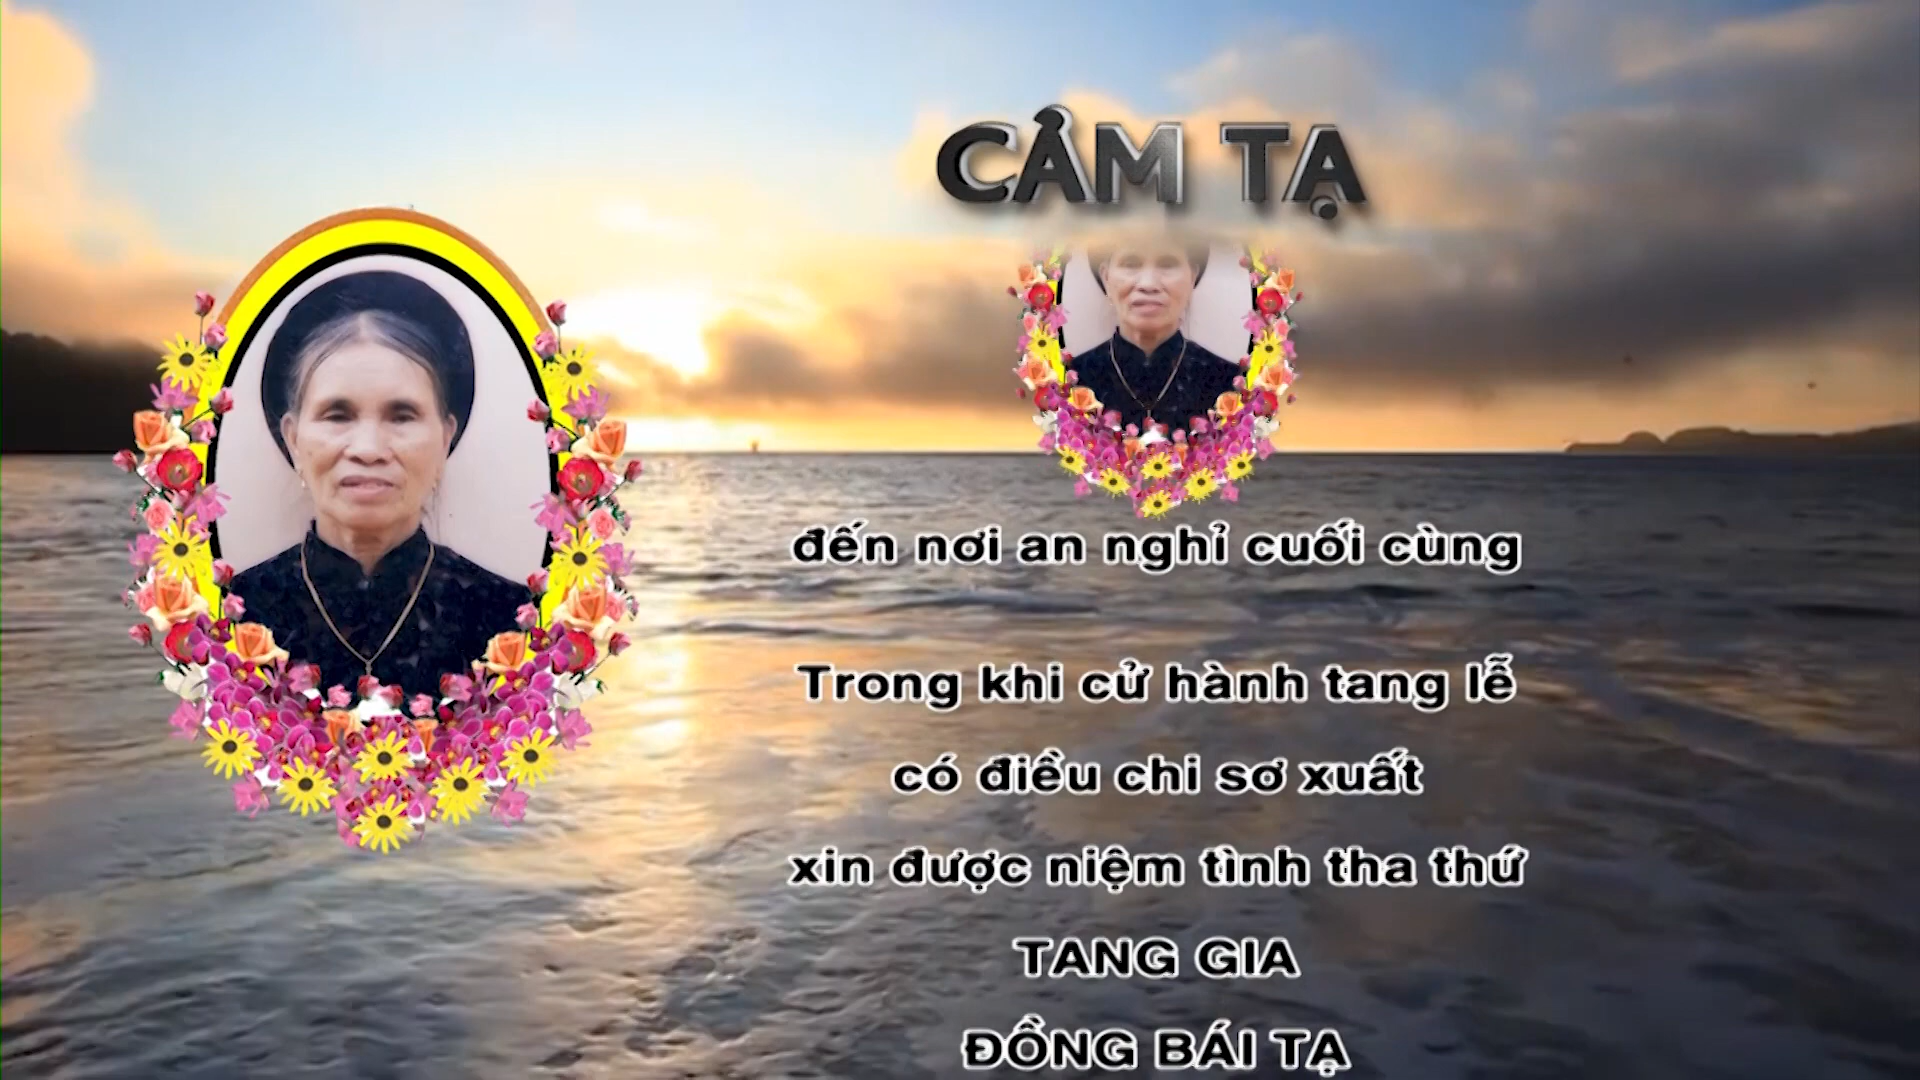 CẢM TẠ
đến nơi an nghỉ cuối cùng
Trong khi cử hành tang lễ
có điều chi sơ xuất
xin được niệm tình tha thứ
TANG GIA
ĐỒNG BÁI TẠ